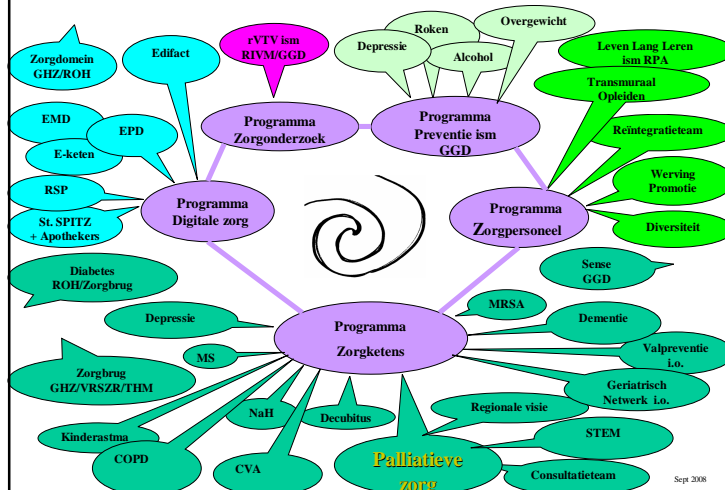 Overgewicht
Roken
rVTV ism
RIVM/GGD
Depressie
Alcohol
Edifact
Zorgdomein
GHZ/ROH
Leven Lang Leren
ism RPA
Transmuraal
Opleiden
EMD
EPD
E-keten
Programma
Zorgonderzoek
Programma
Preventie ism
GGD
Reïntegratieteam
Werving
Promotie
RSP
St. SPITZ
+ Apothekers
Programma
Digitale zorg
Programma
Zorgpersoneel
Diversiteit
Diabetes
ROH/Zorgbrug
Sense
GGD
Depressie
MRSA
Programma
Zorgketens
Dementie
MS
Valpreventie
i.o.
Zorgbrug
GHZ/VRSZR/THM
Geriatrisch
Netwerk i.o.
NaH
Decubitus
Regionale visie
Kinderastma
STEM
COPD
CVA
Palliatieve
zorg
Consultatieteam
Sept 2008